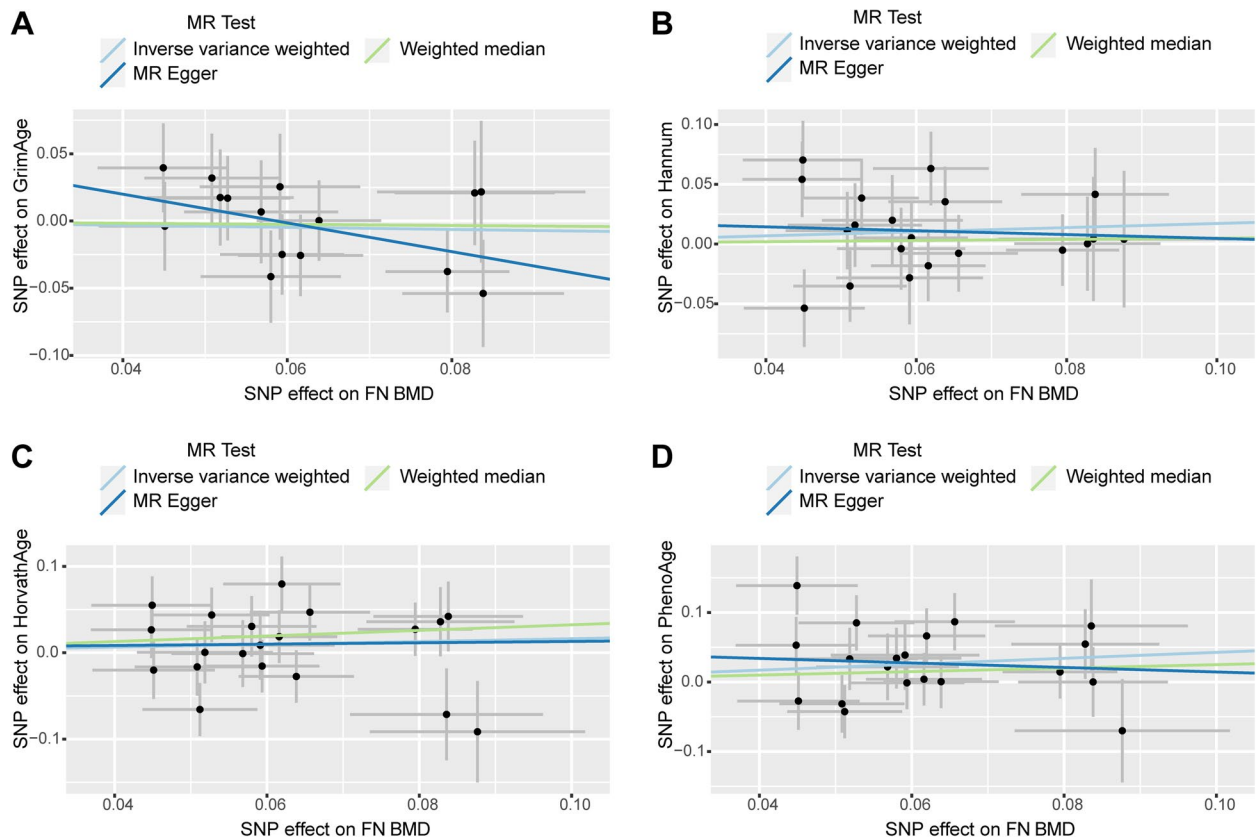 A
MR Test
Inverse variance weighted
Weighted median
MR Egger
SNP effect on GrimAge
0.05
0.00
−0.05
−0.10
0.04
0.06
0.08
SNP effect on FN BMD
B
MR Test
Inverse variance weighted
Weighted median
MR Egger
SNP effect on Hannum
0.10
0.05
0.00
−0.05
0.04
0.06
0.08
0.10
SNP effect on FN BMD
C
MR Test
Inverse variance weighted
Weighted median
MR Egger
SNP effect on HorvathAge
0.1
0.0
−0.1
0.04
0.06
0.08
0.10
SNP effect on FN BMD
D
MR Test
Inverse variance weighted
Weighted median
MR Egger
SNP effect on PhenoAge
0.1
0.0
−0.1
0.04
0.06
0.08
0.10
SNP effect on FN BMD